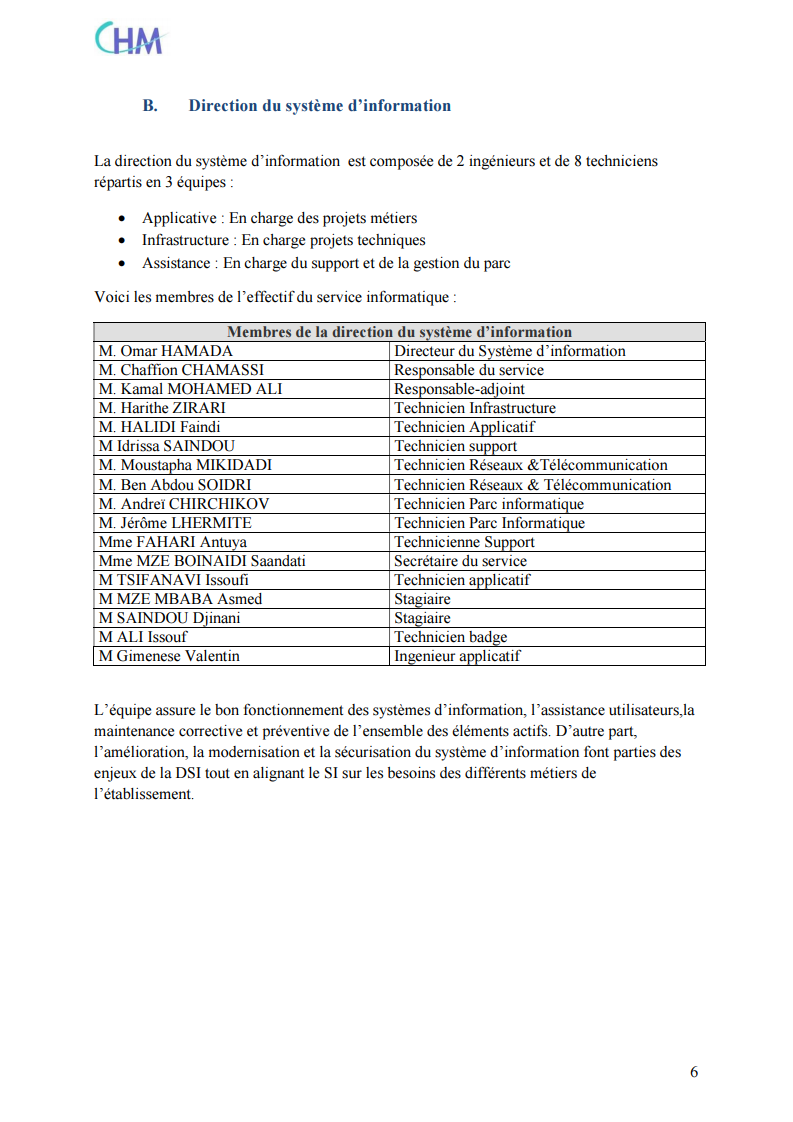 CHM
B. Direction du système d’information
La direction du système d’information est composée de 2 ingénieurs et de 8 techniciens
répartis en 3 équipes :
• Applicative : En charge des projets métiers
• Infrastructure : En charge projets techniques
• Assistance : En charge du support et de la gestion du parc
Voici les membres de l’effectif du service informatique :
Membres de la direction du système d’information
M. Omar HAMADA Directeur du Système d’information
M. Chaffion CHAMASSI Responsable du service
M. Kamal MOHAMED ALI Responsable-adjoint
M. Harithe ZIRARI Technicien Infrastructure
M. HALIDI Faindi Technicien Applicatif
M Idrissa SAINDOU Technicien support
M. Moustapha MIKIDADI Technicien Réseaux &Télécommunication
M. Ben Abdou SOIDRI Technicien Réseaux & Télécommunication
M. Andreï CHIRCHIKOV Technicien Parc informatique
M. Jérôme LHERMITE Technicien Parc Informatique
Mme FAHARI Antuya Technicienne Support
Mme MZE BOINAIDI Saandati Secrétaire du service
M TSIFANAVI Issoufi Technicien applicatif
M MZE MBABA Asmed Stagiaire
M SAINDOU Djinani Stagiaire
M ALI Issouf Technicien badge
M Gimenese Valentin Ingenieur applicatif
L’équipe assure le bon fonctionnement des systèmes d’information, l’assistance utilisateurs,la
maintenance corrective et préventive de l’ensemble des éléments actifs. D’autre part,
l’amélioration, la modernisation et la sécurisation du système d’information font parties des
enjeux de la DSI tout en alignant le SI sur les besoins des différents métiers de
l’établissement.
6